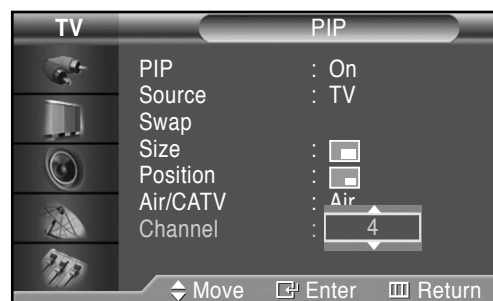 TV PIP
PIP : On
Source : TV
Swap
Size :
Position :
Air/CATV : Air
Channel : 4
Move Enter Return